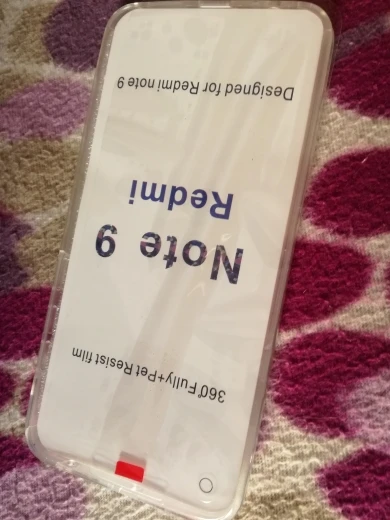 360°Fully+Pet Resist film
Note 9
Redmi
Designed for Redmi note 9